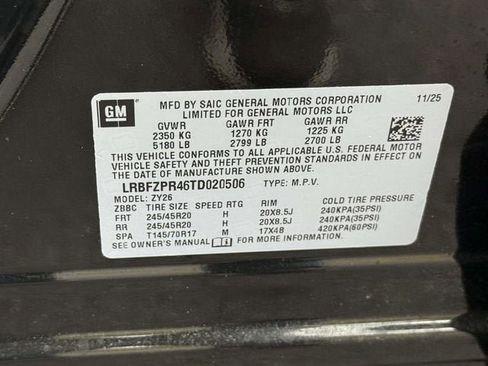 GM
MFD BY SAIC GENERAL MOTORS CORPORATION 11/25
LIMITED FOR GENERAL MOTORS LLC
GVWR GAWR FRT GAWR RR
2350 KG 1270 KG 1225 KG
5180 LB 2799 LB 2700 LB
THIS VEHICLE CONFORMS TO ALL APPLICABLE U.S. FEDERAL
MOTOR VEHICLE SAFETY, BUMPER, AND THEFT PREVENTION
STANDARDS IN EFFECT ON THE DATE OF MANUFACTURE SHOWN ABOVE.
LRBFZPR46TD020506 TYPE: M.P.V.
MODEL: ZY26
ZBBC TIRE SIZE SPEED RTG RIM COLD TIRE PRESSURE
FRT 245/45R20 H 20X8.5J 240KPA(35PSI)
RR 245/45R20 H 20X8.5J 240KPA(35PSI)
SPA T145/70R17 M 17X4B 420KPA(60PSI)
SEE OWNER'S MANUAL FOR MORE INFORMATION